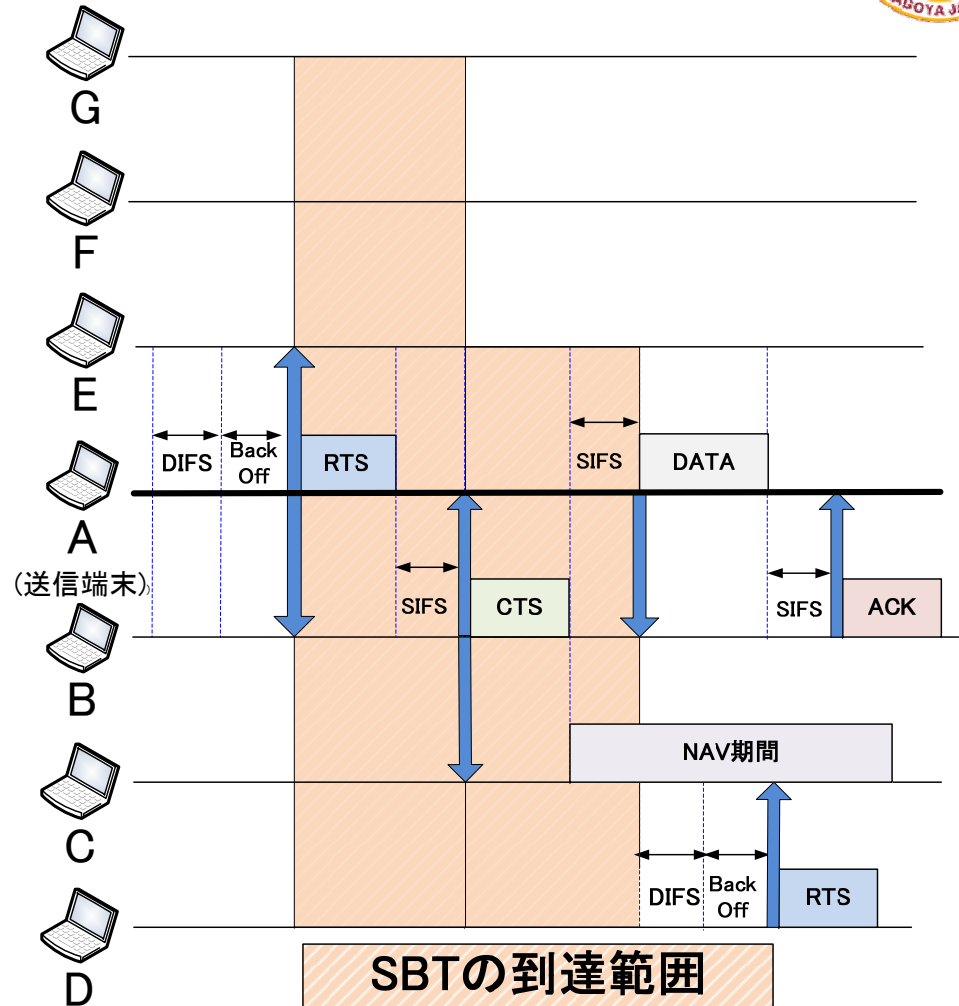 AGOYA
G
F
E
DIFS
Back
Off
RTS
SIFS
DATA
A
(送信端末)
SIFS
CTS
SIFS
ACK
B
NAV期間
C
DIFS
Back
Off
RTS
D
SBTの到達範囲